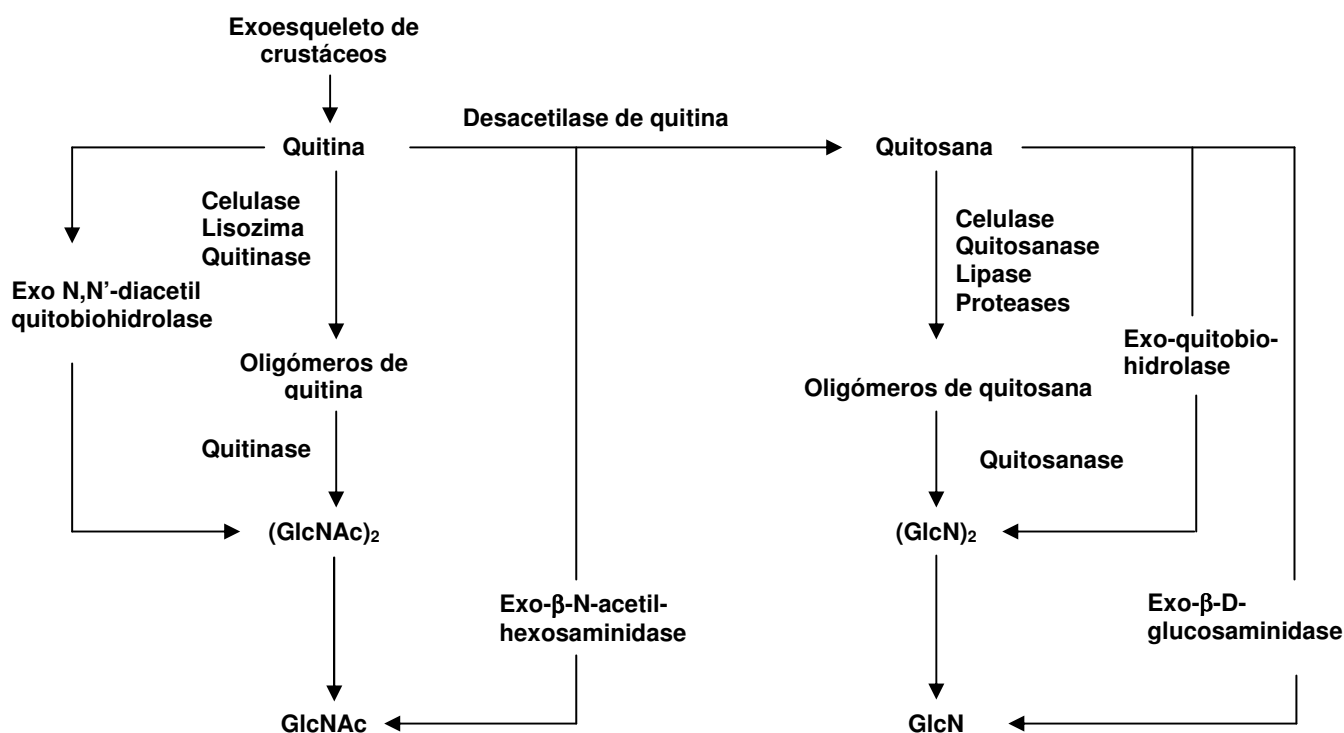 Exoesqueleto de
crustáceos
Desacetilase de quitina
Quitina
Quitosana
Celulase
Lisozima
Quitinase
Celulase
Quitosanase
Lipase
Proteases
Exo N,N’-diacetil
quitobiohidrolase
Exo-quitobio-
hidrolase
Oligómeros de
quitina
Oligómeros de quitosana
Quitinase
Quitosanase
(GlcNAc)₂
(GlcN)₂
Exo-β-N-acetil-
hexosaminidase
Exo-β-D-
glucosaminidase
GlcNAc
GlcN